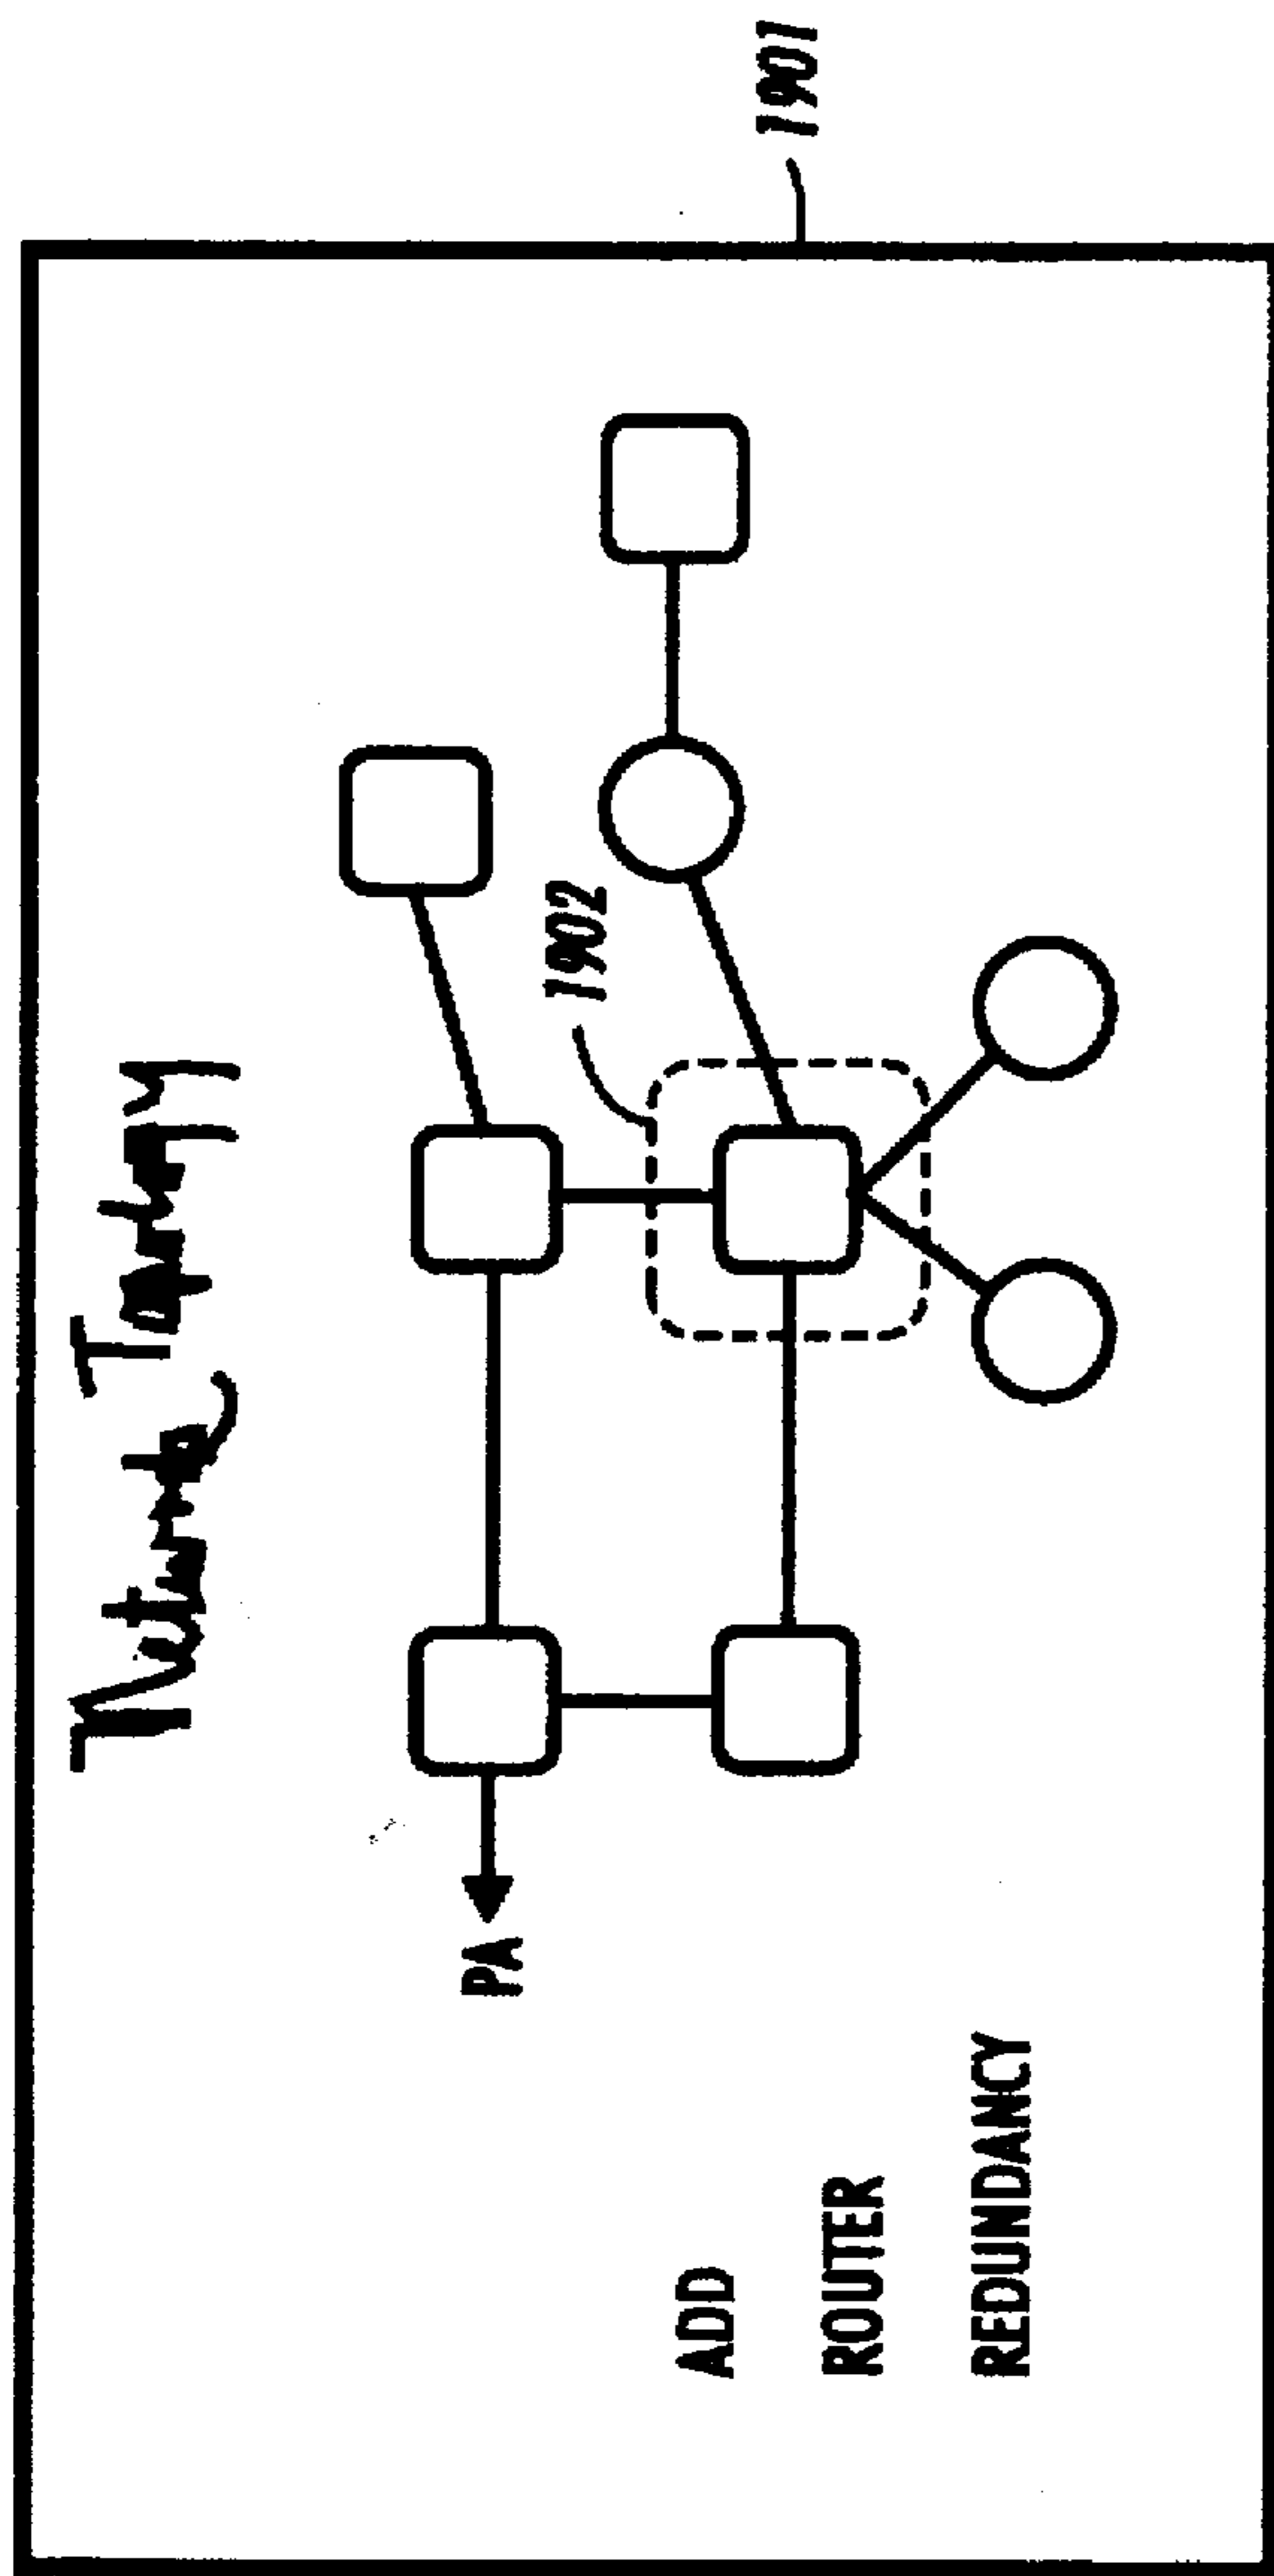 Network Topology
1901
1902
PA
ADD
ROUTER
REDUNDANCY